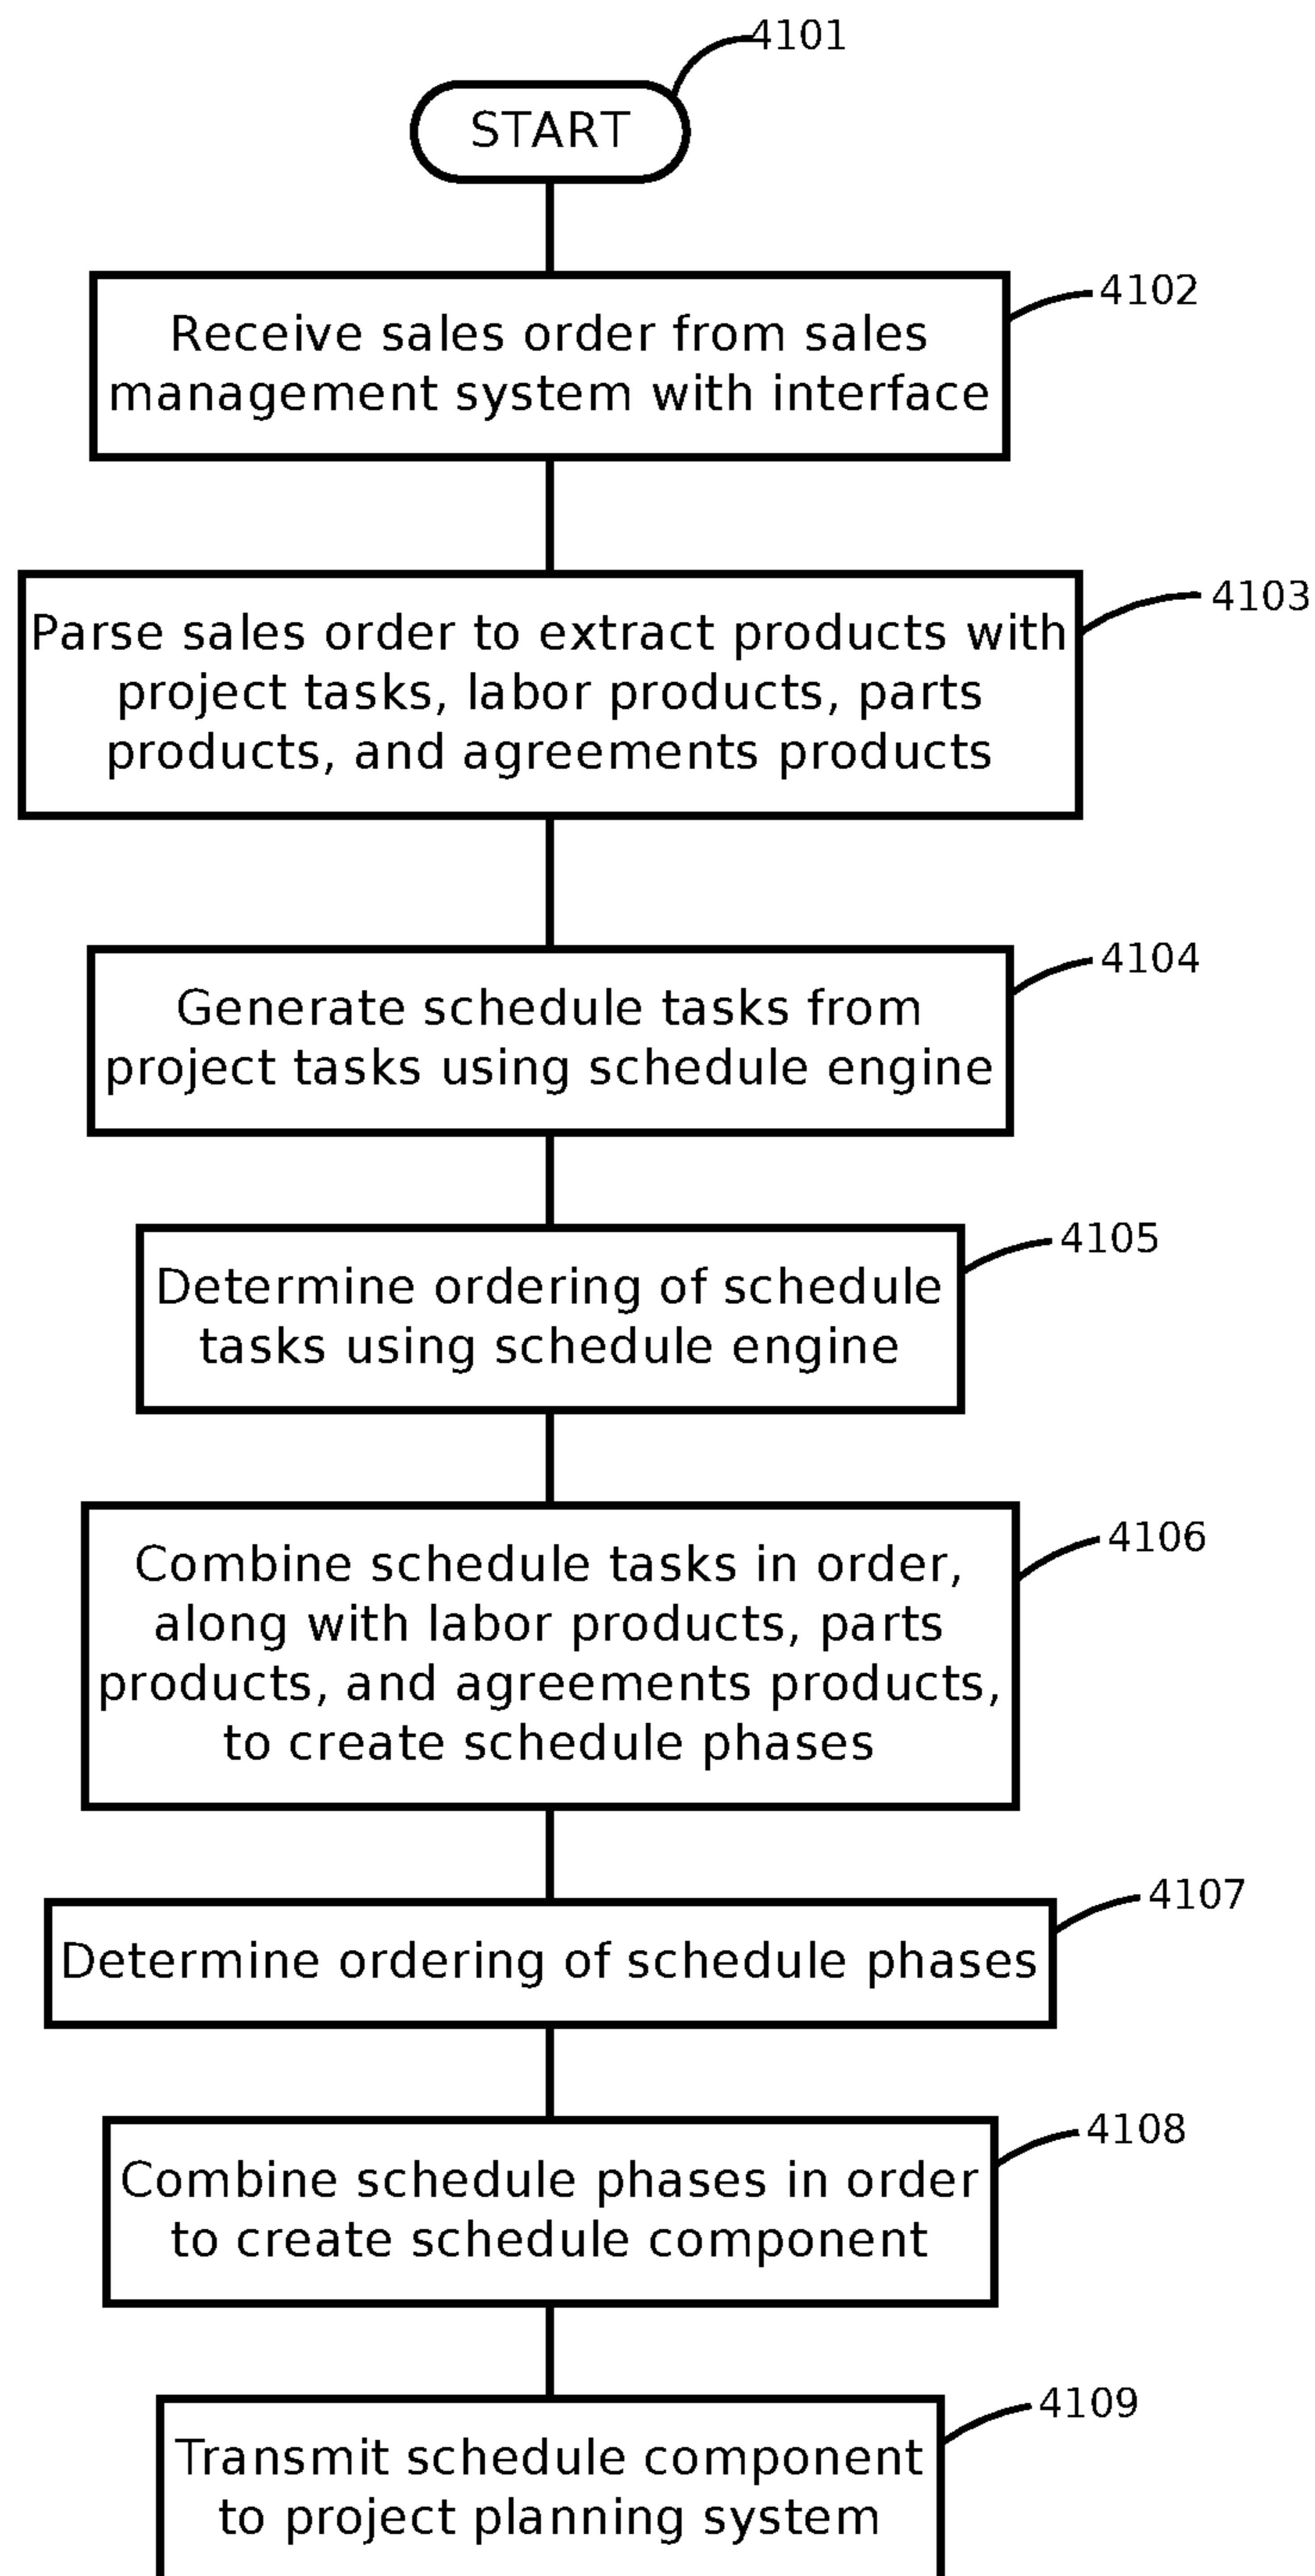 4101
START
4102
Receive sales order from sales
management system with interface
4103
Parse sales order to extract products with
project tasks, labor products, parts
products, and agreements products
4104
Generate schedule tasks from
project tasks using schedule engine
4105
Determine ordering of schedule
tasks using schedule engine
4106
Combine schedule tasks in order,
along with labor products, parts
products, and agreements products,
to create schedule phases
4107
Determine ordering of schedule phases
4108
Combine schedule phases in order
to create schedule component
4109
Transmit schedule component
to project planning system